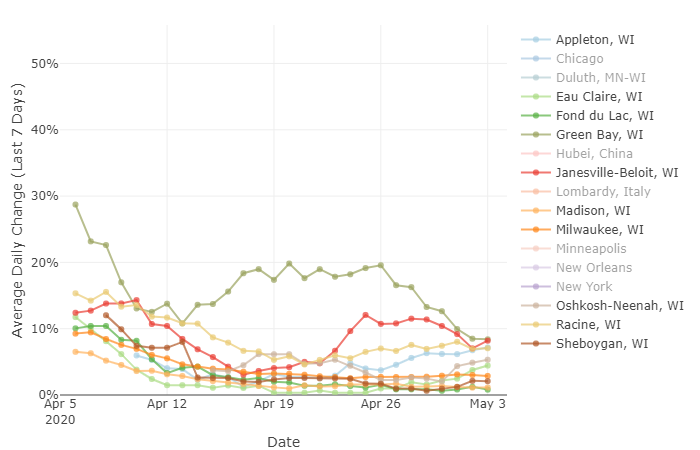 50%
40%
30%
20%
10%
0%
Average Daily Change (Last 7 Days)
Apr 5
2020
Apr 12
Apr 19
Apr 26
May 3
Date
Appleton, WI
Chicago
Duluth, MN-WI
Eau Claire, WI
Fond du Lac, WI
Green Bay, WI
Hubei, China
Janesville-Beloit, WI
Lombardy, Italy
Madison, WI
Milwaukee, WI
Minneapolis
New Orleans
New York
Oshkosh-Neenah, WI
Racine, WI
Sheboygan, WI